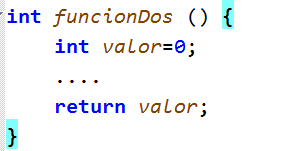 int funcionDos () {
int valor=0;
....
return valor;
}